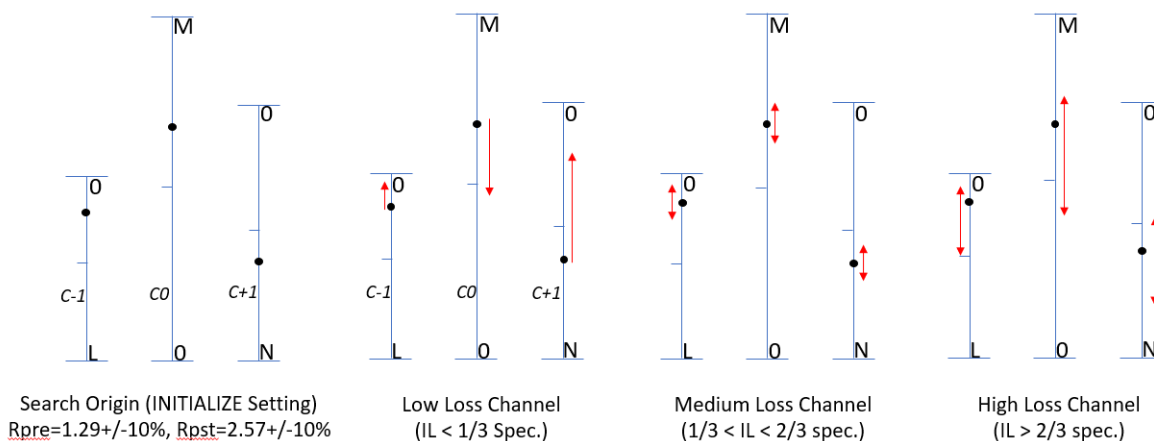 M
0
0
C-1
C0
C+1
L
0
N
Search Origin (INITIALIZE Setting)
Rpre=1.29+/-10%, Rpst=2.57+/-10%
M
0
0
C-1
C0
C+1
L
0
N
Low Loss Channel
(IL < 1/3 Spec.)
M
0
0
L
0
N
Medium Loss Channel
(1/3 < IL < 2/3 spec.)
M
0
0
L
0
N
High Loss Channel
(IL > 2/3 spec.)